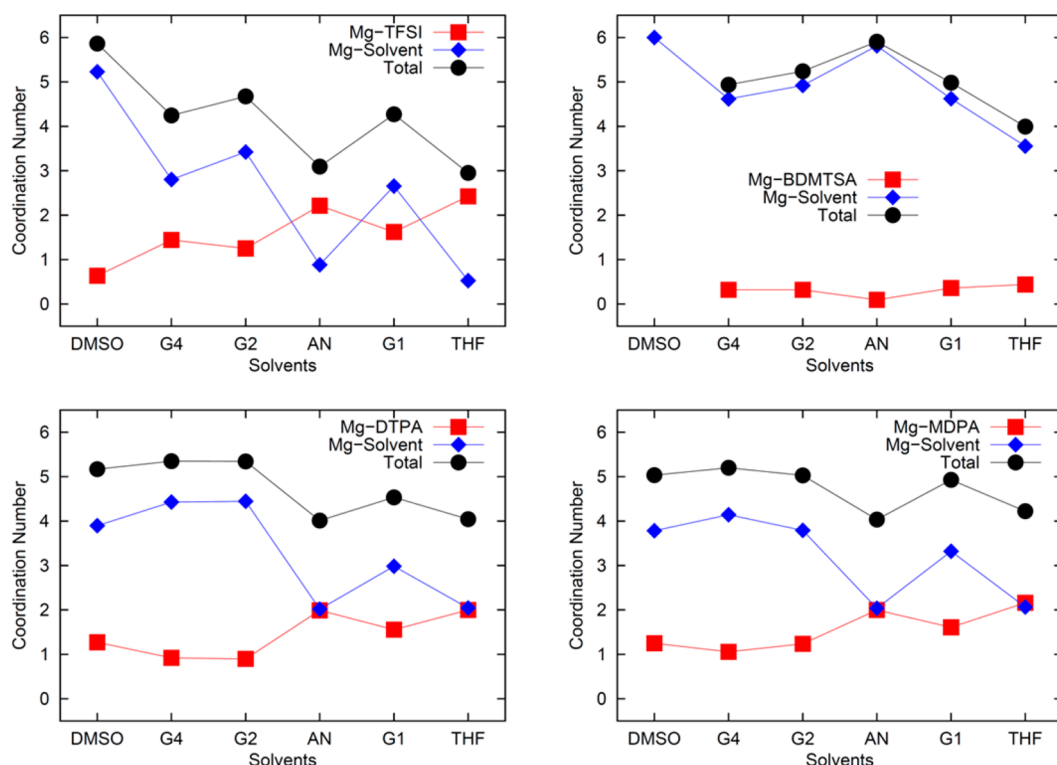 Mg-TFSI
Mg-Solvent
Total
Coordination Number
6
5
4
3
2
1
0
DMSO G4 G2 AN G1 THF
Solvents
Mg-BDMTSA
Mg-Solvent
Total
Coordination Number
6
5
4
3
2
1
0
DMSO G4 G2 AN G1 THF
Solvents
Mg-DTPA
Mg-Solvent
Total
Coordination Number
6
5
4
3
2
1
0
DMSO G4 G2 AN G1 THF
Solvents
Mg-MDPA
Mg-Solvent
Total
Coordination Number
6
5
4
3
2
1
0
DMSO G4 G2 AN G1 THF
Solvents